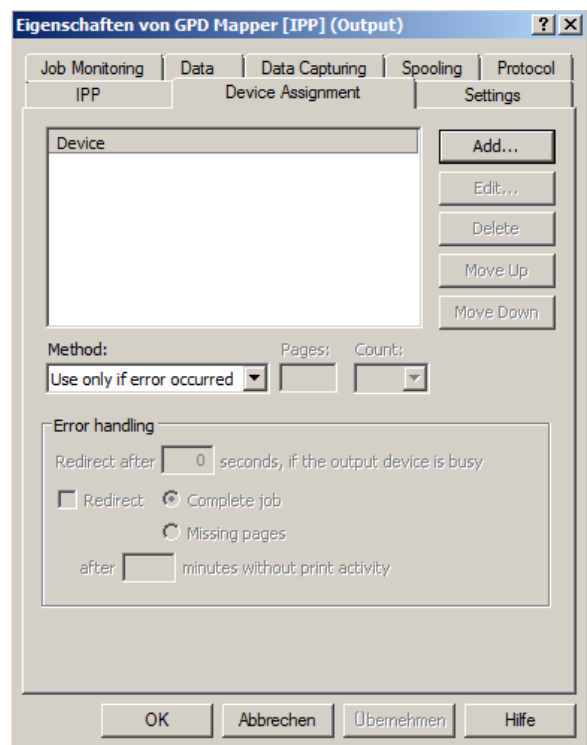 Eigenschaften von GPD Mapper [IPP] (Output)
Job Monitoring Data Data Capturing Spooling Protocol
IPP Device Assignment Settings
Device
Add...
Edit...
Delete
Move Up
Move Down
Method: Pages: Count:
Use only if error occurred
Error handling
Redirect after 0 seconds, if the output device is busy
Redirect Complete job
Missing pages
after minutes without print activity
OK Abbrechen Übernehmen Hilfe